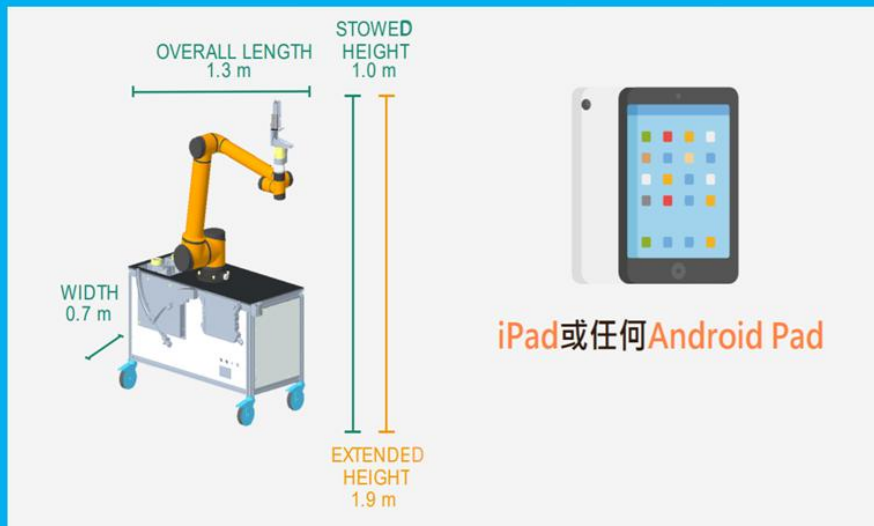 OVERALL LENGTH
1.3 m
STOWED
HEIGHT
1.0 m
WIDTH
0.7 m
EXTENDED
HEIGHT
1.9 m
iPad或任何Android Pad